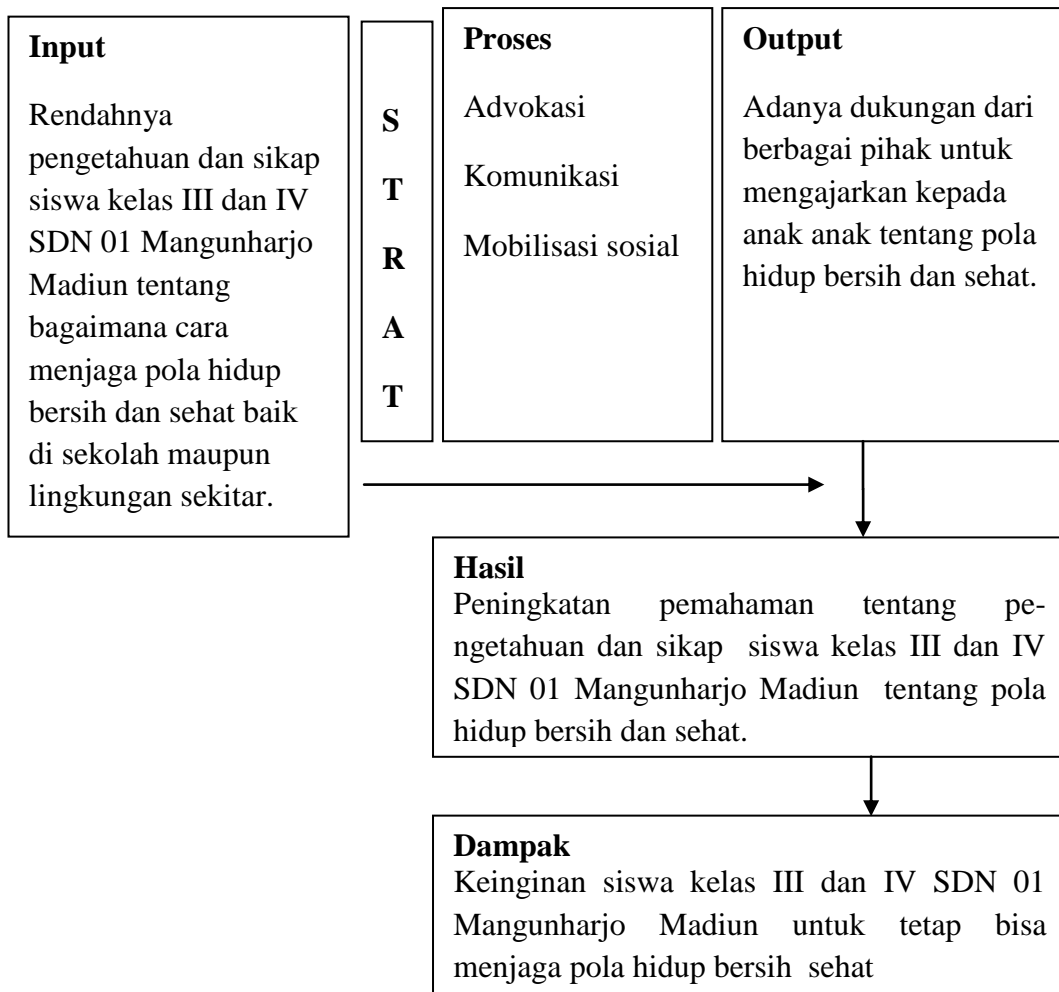 Input
Rendahnya
pengetahuan dan sikap
siswa kelas III dan IV
SDN 01 Mangunharjo
Madiun tentang
bagaimana cara
menjaga pola hidup
bersih dan sehat baik
di sekolah maupun
lingkungan sekitar.
S
T
R
A
T
Proses
Advokasi
Komunikasi
Mobilisasi sosial
Output
Adanya dukungan dari
berbagai pihak untuk
mengajarkan kepada
anak anak tentang pola
hidup bersih dan sehat.
Hasil
Peningkatan pemahaman tentang pe-
ngetahuan dan sikap siswa kelas III dan IV
SDN 01 Mangunharjo Madiun tentang pola
hidup bersih dan sehat.
Dampak
Keinginan siswa kelas III dan IV SDN 01
Mangunharjo Madiun untuk tetap bisa
menjaga pola hidup bersih sehat